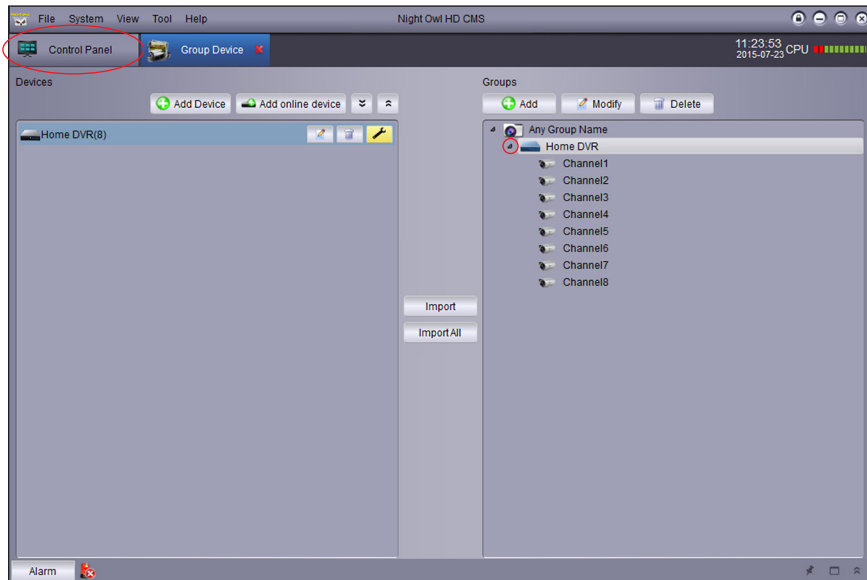 File System View Tool Help Night Owl HD CMS
Control Panel Group Device 11:23:53
2015-07-23 CPU
Devices Groups
Add Device Add online device Add Modify Delete
Home DVR(8) Any Group Name
Home DVR
Channel1
Channel2
Channel3
Channel4
Channel5
Channel6
Channel7
Channel8
Import
Import All
Alarm